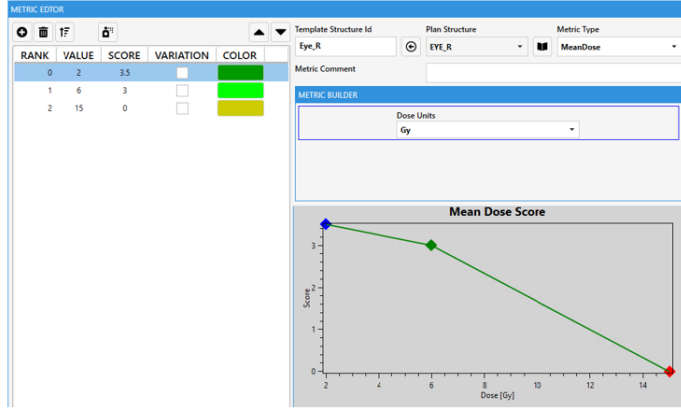 METRIC EDITOR
RANK VALUE SCORE VARIATION COLOR
0 2 3.5
1 6 3
2 15 0
Template Structure Id Plan Structure Metric Type
Eye_R EYE_R MeanDose
Metric Comment
METRIC BUILDER
Dose Units
Gy
Mean Dose Score
3
2
1
0
Score
2 4 6 8 10 12 14
Dose [Gy]